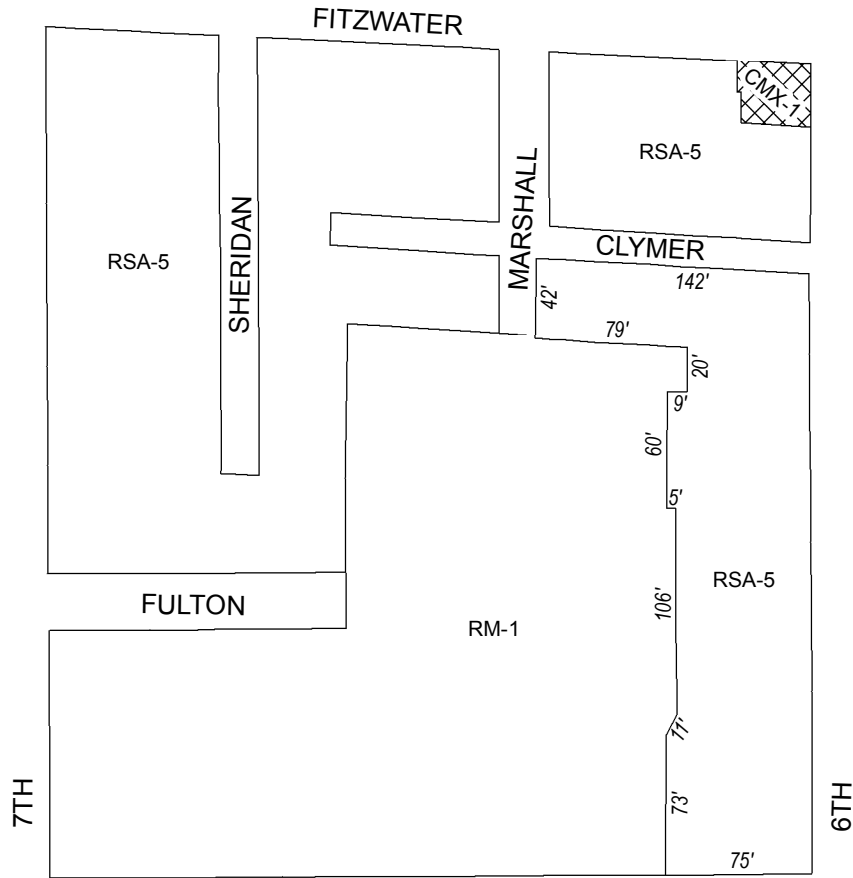 FITZWATER
CMX-1
RSA-5
MARSHALL
CLYMER
SHERIDAN
RSA-5
142'
42'
79'
20'
9'
60'
5'
RSA-5
FULTON
106'
RM-1
11'
7TH
73'
6TH
75'